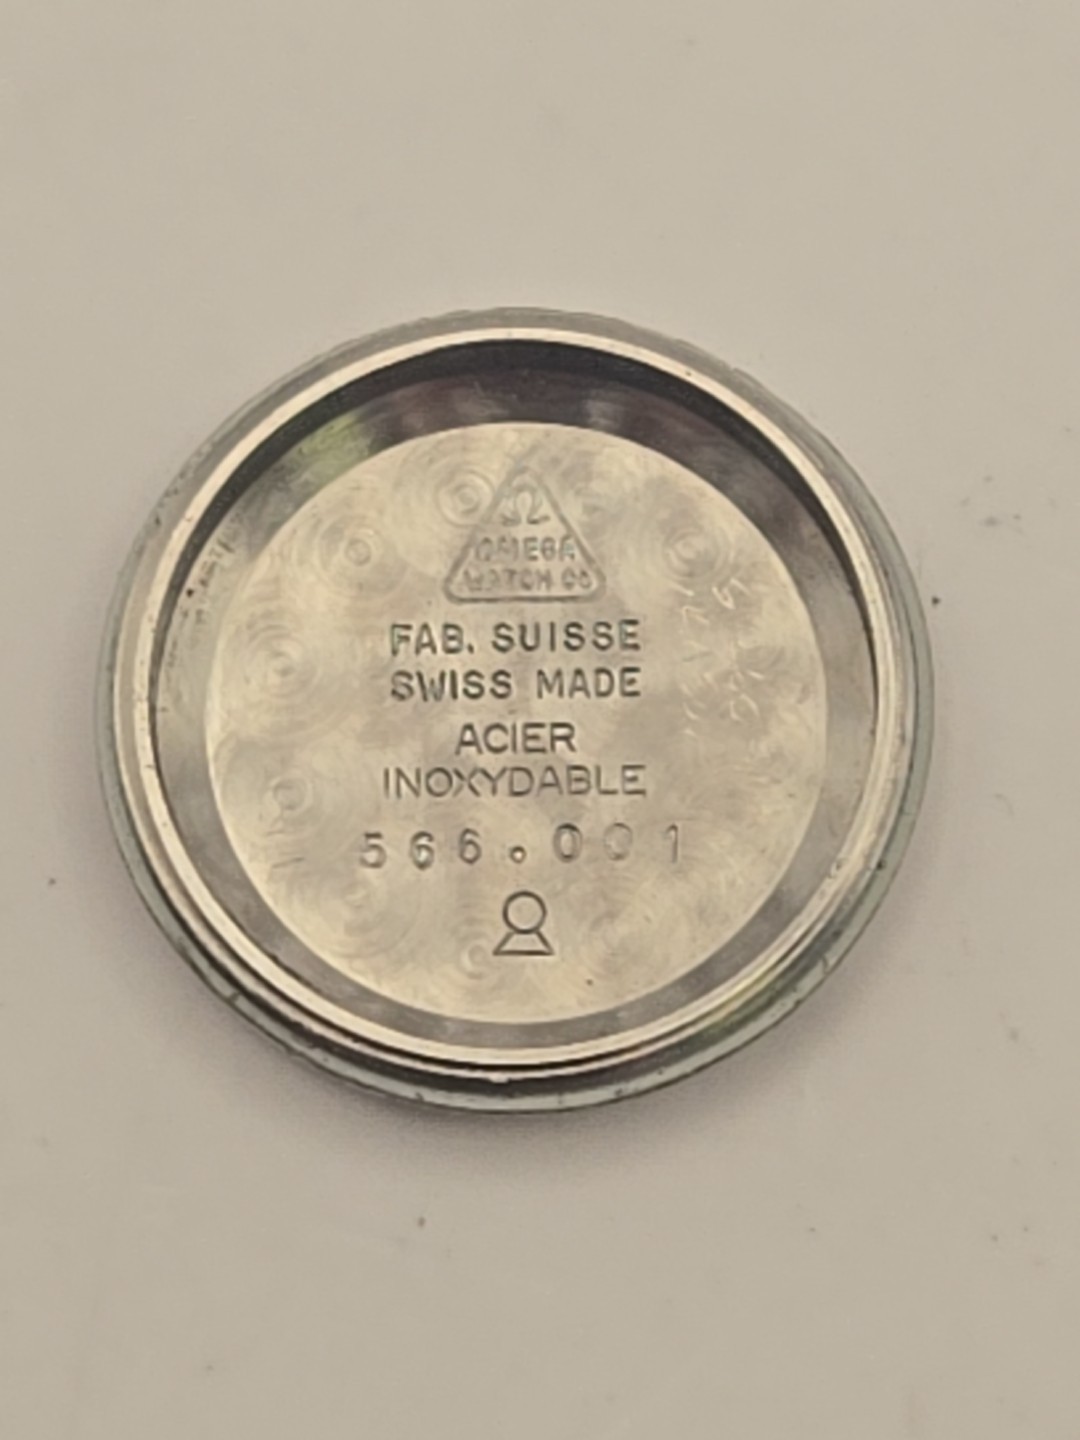 Ω
OMEGA
WATCH Co
FAB. SUISSE
SWISS MADE
ACIER
INOXYDABLE
566.001